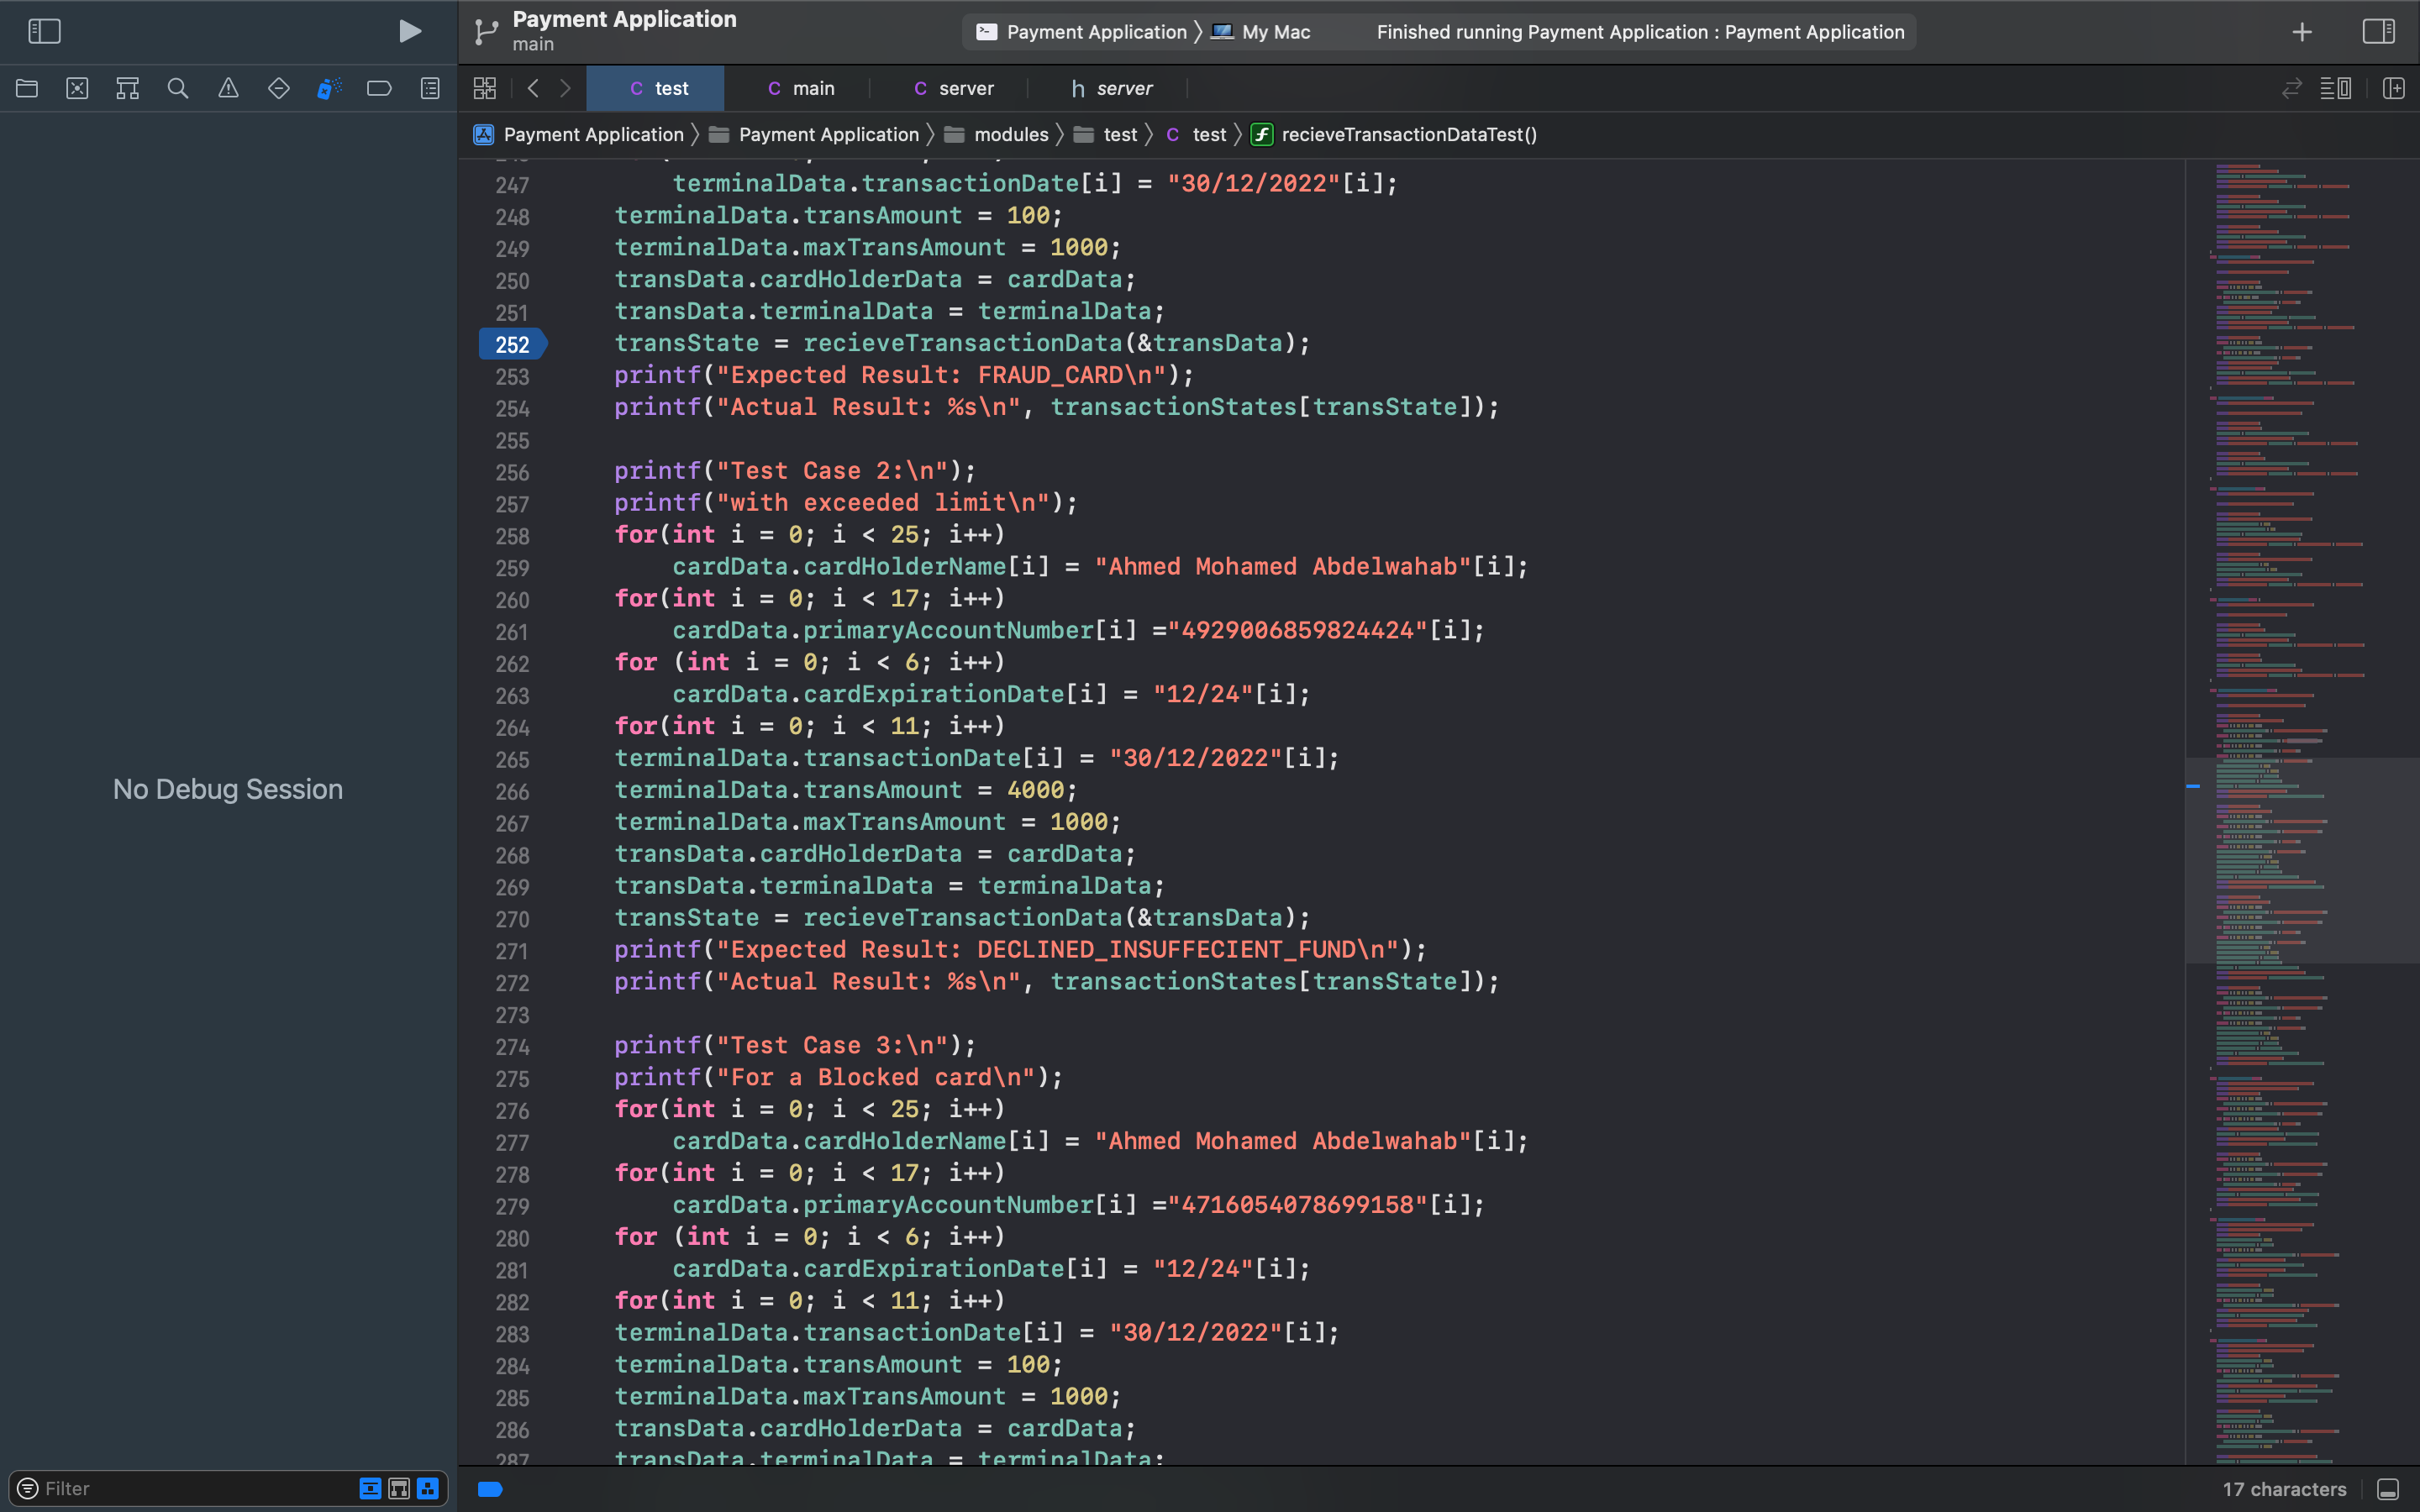 Payment Application
main
Payment Application 〉 My Mac
Finished running Payment Application : Payment Application
C test
C main
C server
h server
Payment Application 〉 Payment Application 〉 modules 〉 test 〉 C test 〉 f recieveTransactionDataTest()
247 terminalData.transactionDate[i] = "30/12/2022"[i];
248 terminalData.transAmount = 100;
249 terminalData.maxTransAmount = 1000;
250 transData.cardHolderData = cardData;
251 transData.terminalData = terminalData;
252 transState = recieveTransactionData(&transData);
253 printf("Expected Result: FRAUD_CARD\n");
254 printf("Actual Result: %s\n", transactionStates[transState]);
255
256 printf("Test Case 2:\n");
257 printf("with exceeded limit\n");
258 for(int i = 0; i < 25; i++)
259 cardData.cardHolderName[i] = "Ahmed Mohamed Abdelwahab"[i];
260 for(int i = 0; i < 17; i++)
261 cardData.primaryAccountNumber[i] ="4929006859824424"[i];
262 for (int i = 0; i < 6; i++)
263 cardData.cardExpirationDate[i] = "12/24"[i];
264 for(int i = 0; i < 11; i++)
265 terminalData.transactionDate[i] = "30/12/2022"[i];
266 terminalData.transAmount = 4000;
267 terminalData.maxTransAmount = 1000;
268 transData.cardHolderData = cardData;
269 transData.terminalData = terminalData;
270 transState = recieveTransactionData(&transData);
271 printf("Expected Result: DECLINED_INSUFFECIENT_FUND\n");
272 printf("Actual Result: %s\n", transactionStates[transState]);
273
274 printf("Test Case 3:\n");
275 printf("For a Blocked card\n");
276 for(int i = 0; i < 25; i++)
277 cardData.cardHolderName[i] = "Ahmed Mohamed Abdelwahab"[i];
278 for(int i = 0; i < 17; i++)
279 cardData.primaryAccountNumber[i] ="4716054078699158"[i];
280 for (int i = 0; i < 6; i++)
281 cardData.cardExpirationDate[i] = "12/24"[i];
282 for(int i = 0; i < 11; i++)
283 terminalData.transactionDate[i] = "30/12/2022"[i];
284 terminalData.transAmount = 100;
285 terminalData.maxTransAmount = 1000;
286 transData.cardHolderData = cardData;
287 transData.terminalData = terminalData;
No Debug Session
Filter
17 characters